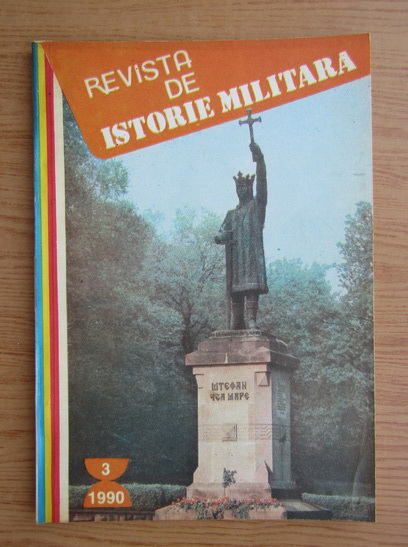 REVISTA
DE
ISTORIE MILITARA
ШТЕФАН
ЧЕЛ МАРЕ
3
1990